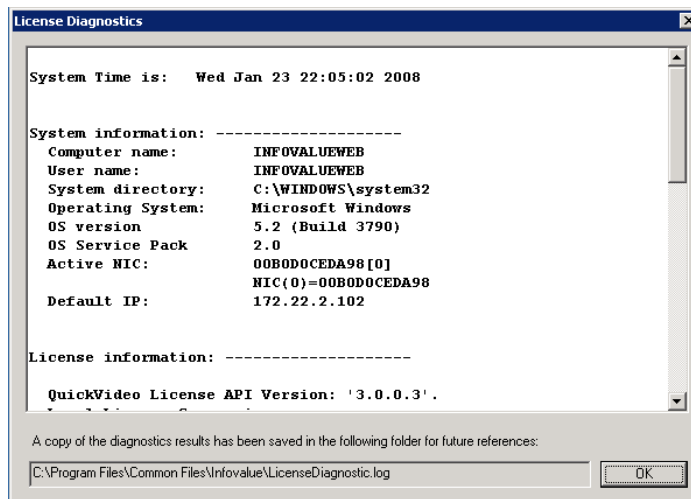 License Diagnostics
System Time is: Wed Jan 23 22:05:02 2008
System information: --------------------
Computer name: INFOVALUEWEB
User name: INFOVALUEWEB
System directory: C:\WINDOWS\system32
Operating System: Microsoft Windows
OS version 5.2 (Build 3790)
OS Service Pack 2.0
Active NIC: 00B0D0CEDA98[0]
NIC(0)=00B0D0CEDA98
Default IP: 172.22.2.102
License information: --------------------
QuickVideo License API Version: '3.0.0.3'.
A copy of the diagnostics results has been saved in the following folder for future references:
C:\Program Files\Common Files\Infovalue\LicenseDiagnostic.log
OK